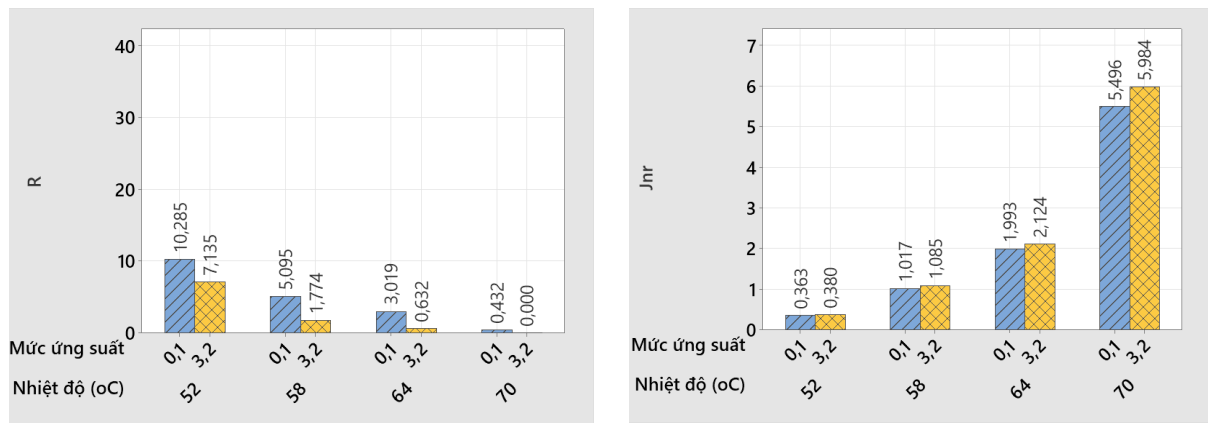 R
40
30
20
10
0
10,285
7,135
5,095
1,774
3,019
0,632
0,432
0,000
Mức ứng suất
0,1 3,2 0,1 3,2 0,1 3,2 0,1 3,2
Nhiệt độ (oC)
52 58 64 70
Jnr
7
6
5
4
3
2
1
0
0,363
0,380
1,017
1,085
1,993
2,124
5,496
5,984
Mức ứng suất
0,1 3,2 0,1 3,2 0,1 3,2 0,1 3,2
Nhiệt độ (oC)
52 58 64 70